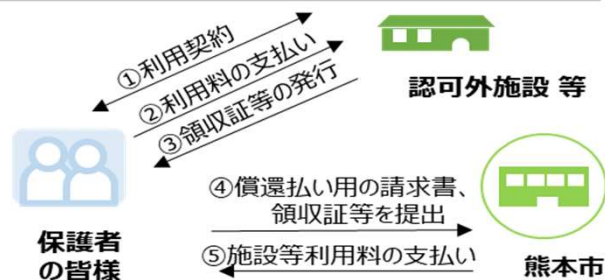 ①利用契約
②利用料の支払い
③領収証等の発行
認可外施設 等
保護者
の皆様
④償還払い用の請求書、
領収証等を提出
⑤施設等利用料の支払い
熊本市